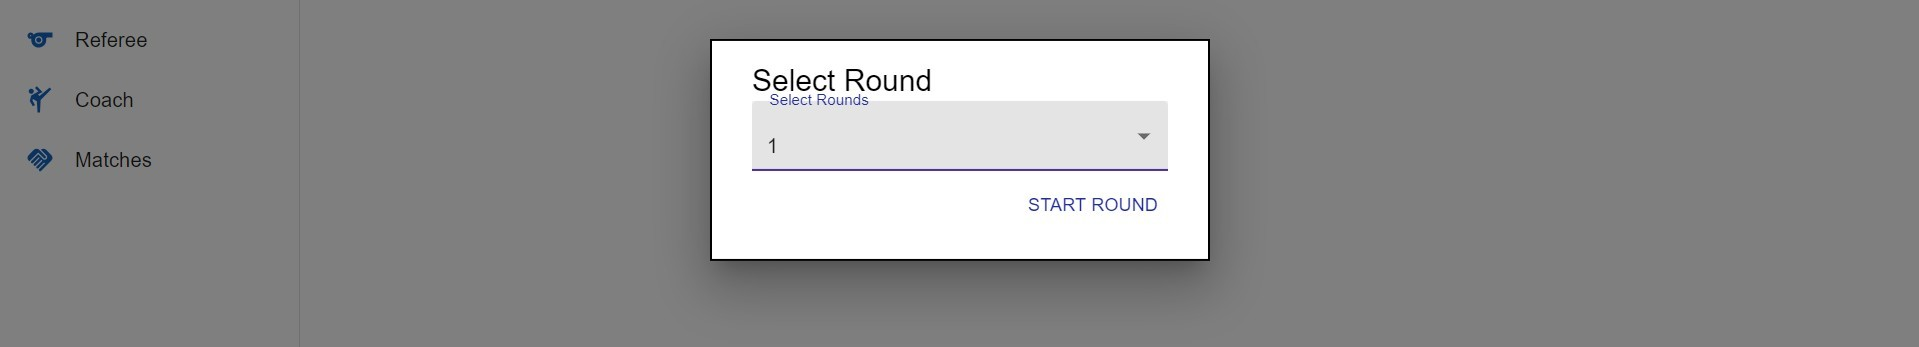 Referee
Coach
Matches
Select Round
Select Rounds
1
START ROUND